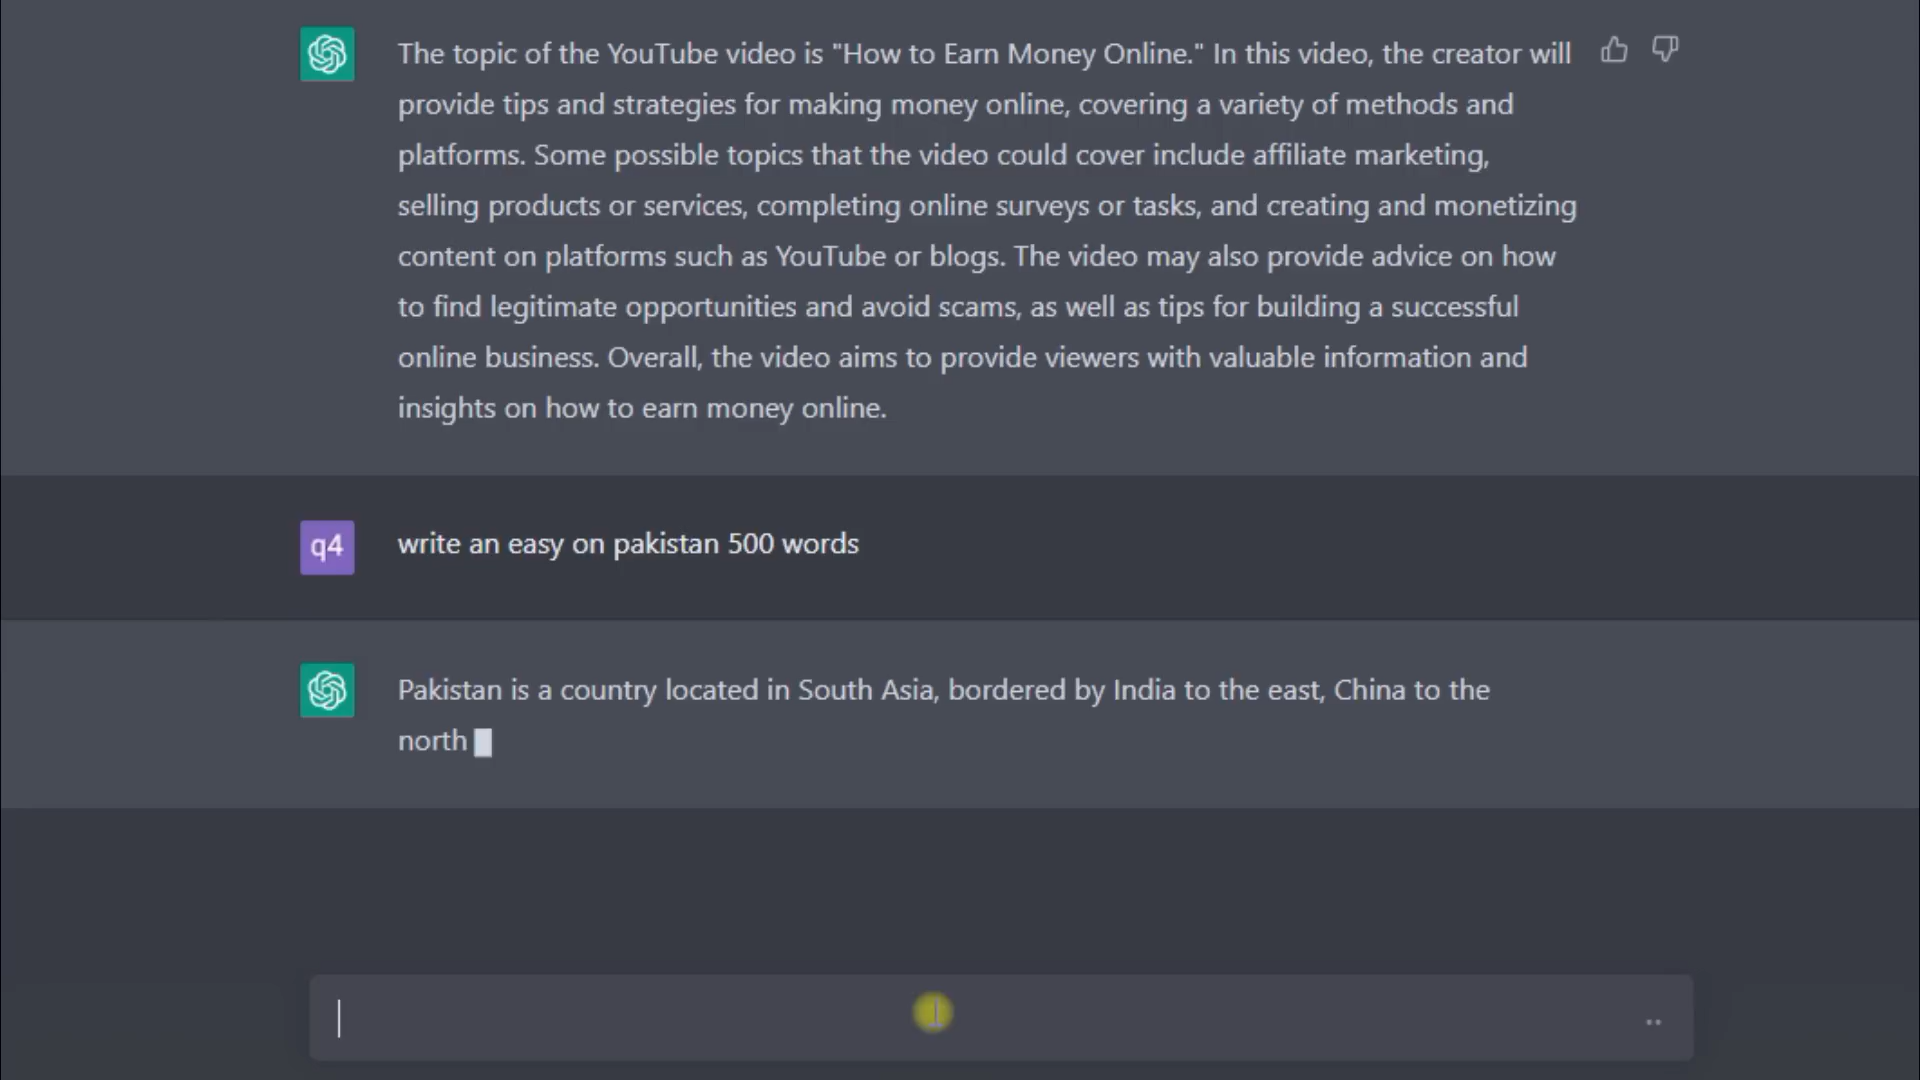 The topic of the YouTube video is "How to Earn Money Online." In this video, the creator will
provide tips and strategies for making money online, covering a variety of methods and
platforms. Some possible topics that the video could cover include affiliate marketing,
selling products or services, completing online surveys or tasks, and creating and monetizing
content on platforms such as YouTube or blogs. The video may also provide advice on how
to find legitimate opportunities and avoid scams, as well as tips for building a successful
online business. Overall, the video aims to provide viewers with valuable information and
insights on how to earn money online.
q4
write an easy on pakistan 500 words
Pakistan is a country located in South Asia, bordered by India to the east, China to the
north